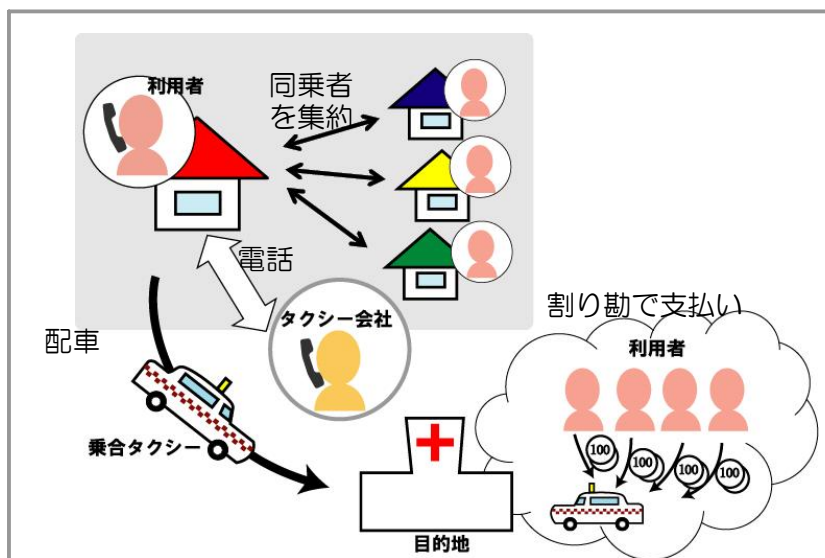 利用者
同乗者
を集約
電話
タクシー会社
配車
乗合タクシー
目的地
割り勘で支払い
利用者
100
100
100
100